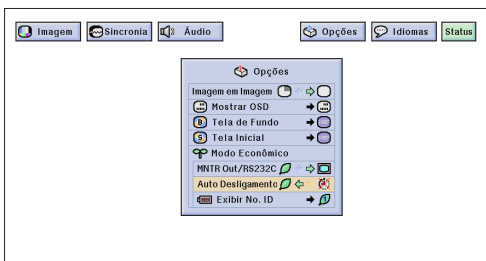 Imagem Sincronia Áudio Opções Idiomas Status
Opções
Imagem em Imagem
Mostrar OSD
B Tela de Fundo
S Tela Inicial
Modo Econômico
MNTR Out/RS232C
Auto Desligamento
Exibir No. ID 1